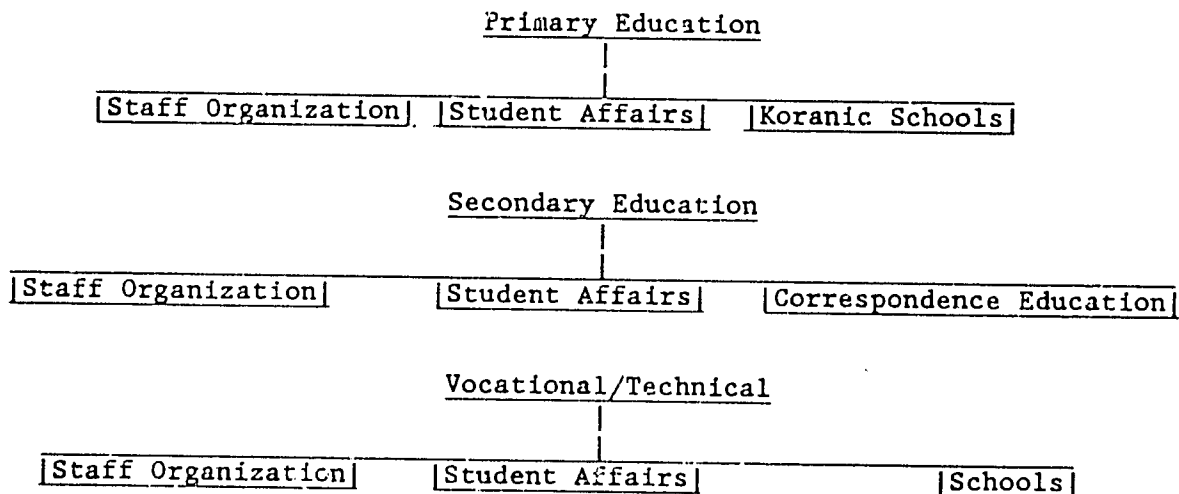 Primary Education
Staff Organization Student Affairs Koranic Schools
Secondary Education
Staff Organization Student Affairs Correspondence Education
Vocational/Technical
Staff Organization Student Affairs Schools